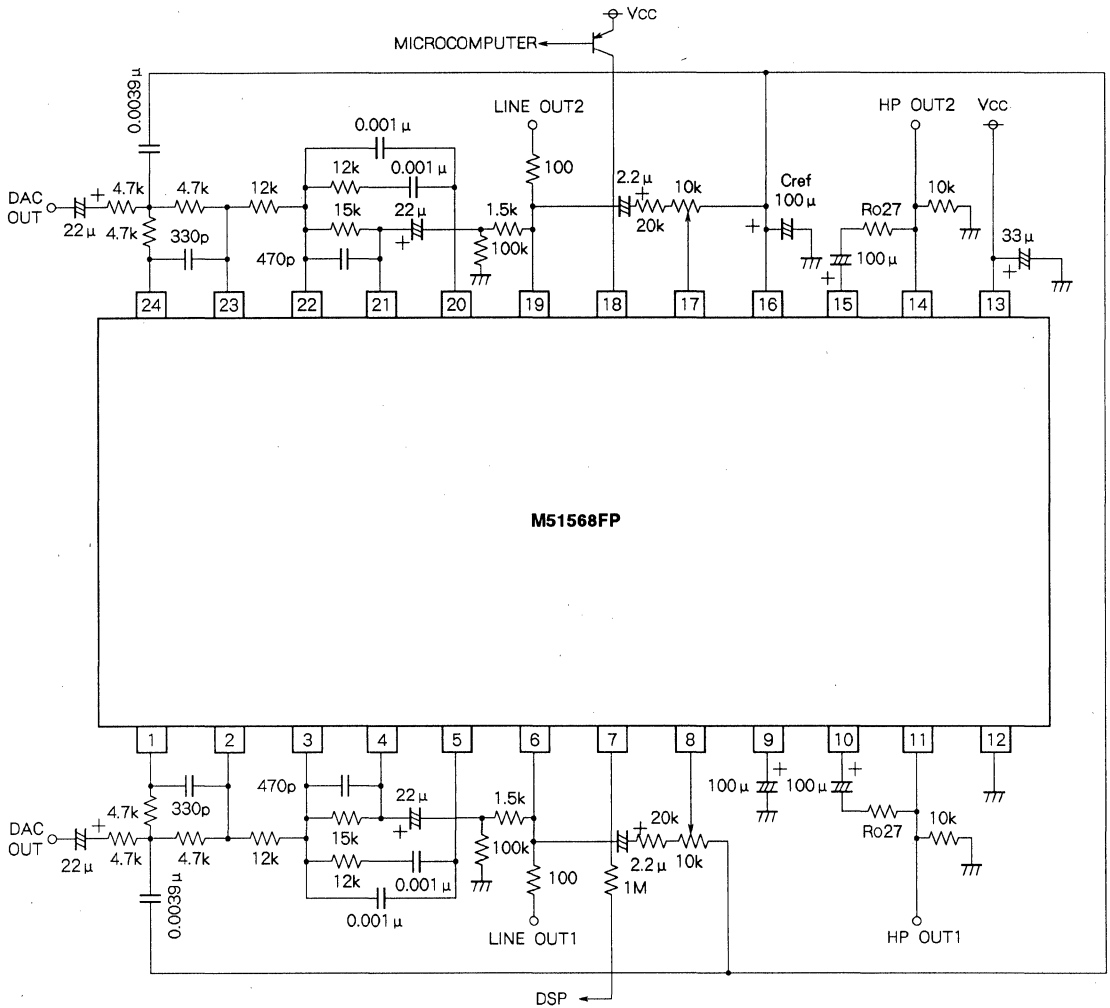 VCC
MICROCOMPUTER
0.0039μ
LINE OUT2
HP OUT2
VCC
0.001μ
12k
0.001μ
100
2.2μ
10k
Cref
100μ
10k
DAC
OUT
4.7k
4.7k
12k
22μ
4.7k
330p
15k
22μ
1.5k
100k
470p
20k
Ro27
100μ
33μ
24
23
22
21
20
19
18
17
16
15
14
13
M51568FP
1
2
3
4
5
6
7
8
9
10
11
12
470p
22μ
1.5k
100μ
100μ
4.7k
330p
DAC
OUT
22μ
4.7k
4.7k
12k
15k
100k
20k
2.2μ
10k
Ro27
10k
12k
0.001μ
100
1M
0.0039μ
0.001μ
LINE OUT1
HP OUT1
DSP